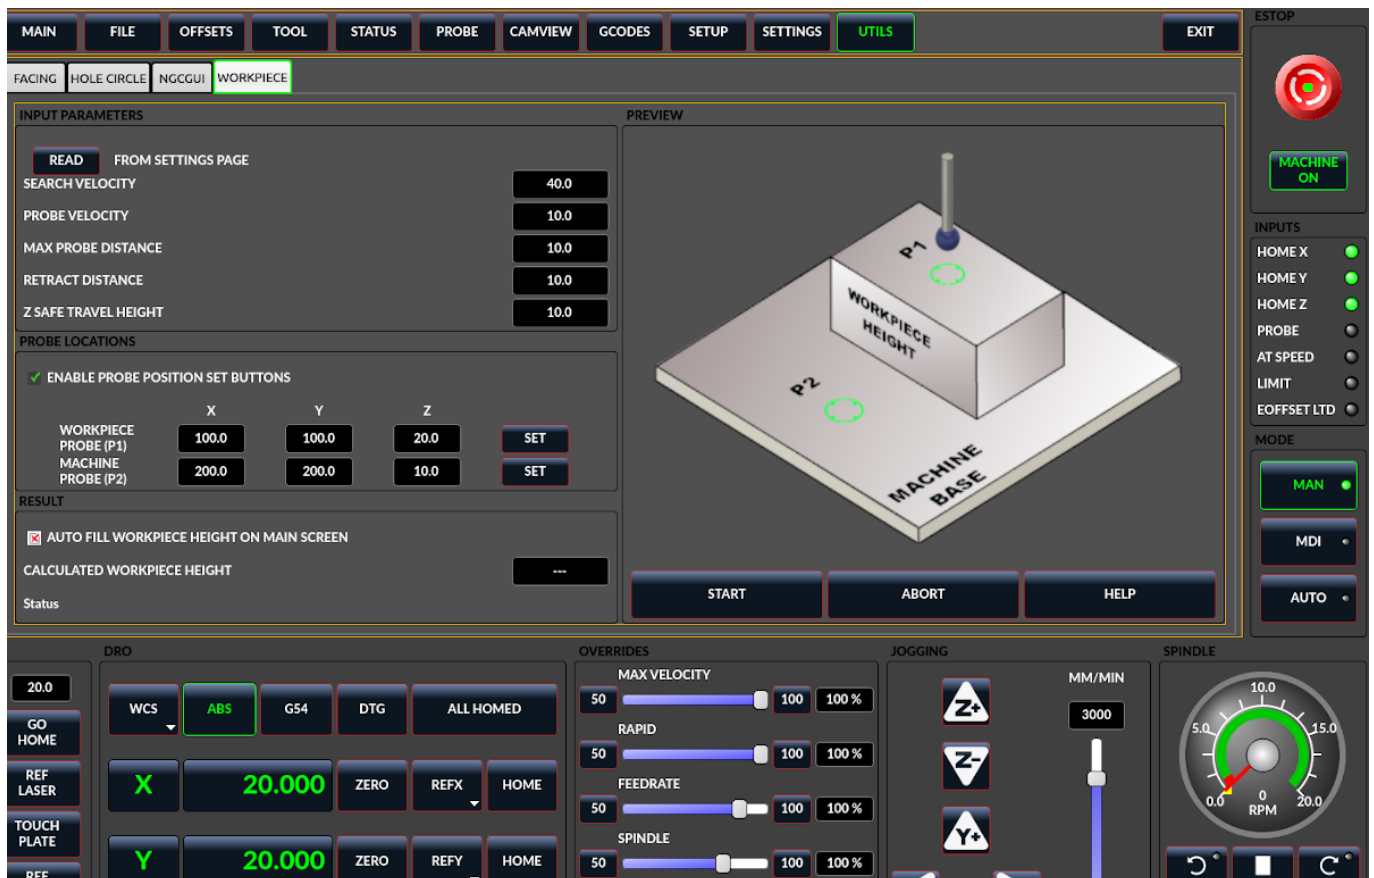 MAIN FILE OFFSETS TOOL STATUS PROBE CAMVIEW GCODES SETUP SETTINGS UTILS EXIT
FACING HOLE CIRCLE NGCGUI WORKPIECE
INPUT PARAMETERS
READ FROM SETTINGS PAGE
SEARCH VELOCITY 40.0
PROBE VELOCITY 10.0
MAX PROBE DISTANCE 10.0
RETRACT DISTANCE 10.0
Z SAFE TRAVEL HEIGHT 10.0
PROBE LOCATIONS
ENABLE PROBE POSITION SET BUTTONS
X Y Z
WORKPIECE
PROBE (P1) 100.0 100.0 20.0 SET
MACHINE
PROBE (P2) 200.0 200.0 10.0 SET
RESULT
AUTO FILL WORKPIECE HEIGHT ON MAIN SCREEN
CALCULATED WORKPIECE HEIGHT ---
Status
PREVIEW
P1
WORKPIECE
HEIGHT
P2
MACHINE
BASE
START ABORT HELP
ESTOP
MACHINE
ON
INPUTS
HOME X
HOME Y
HOME Z
PROBE
AT SPEED
LIMIT
EOFFSET LTD
MODE
MAN
MDI
AUTO
20.0
GO
HOME
REF
LASER
TOUCH
PLATE
REF
DRO
WCS ABS G54 DTG ALL HOMED
X 20.000 ZERO REFX HOME
Y 20.000 ZERO REFY HOME
OVERRIDES
MAX VELOCITY
50 100 100 %
RAPID
50 100 100 %
FEEDRATE
50 100 100 %
SPINDLE
50 100 100 %
JOGGING
Z+
Z-
Y+
MM/MIN
3000
SPINDLE
10.0
5.0 15.0
0.0 0 20.0
RPM